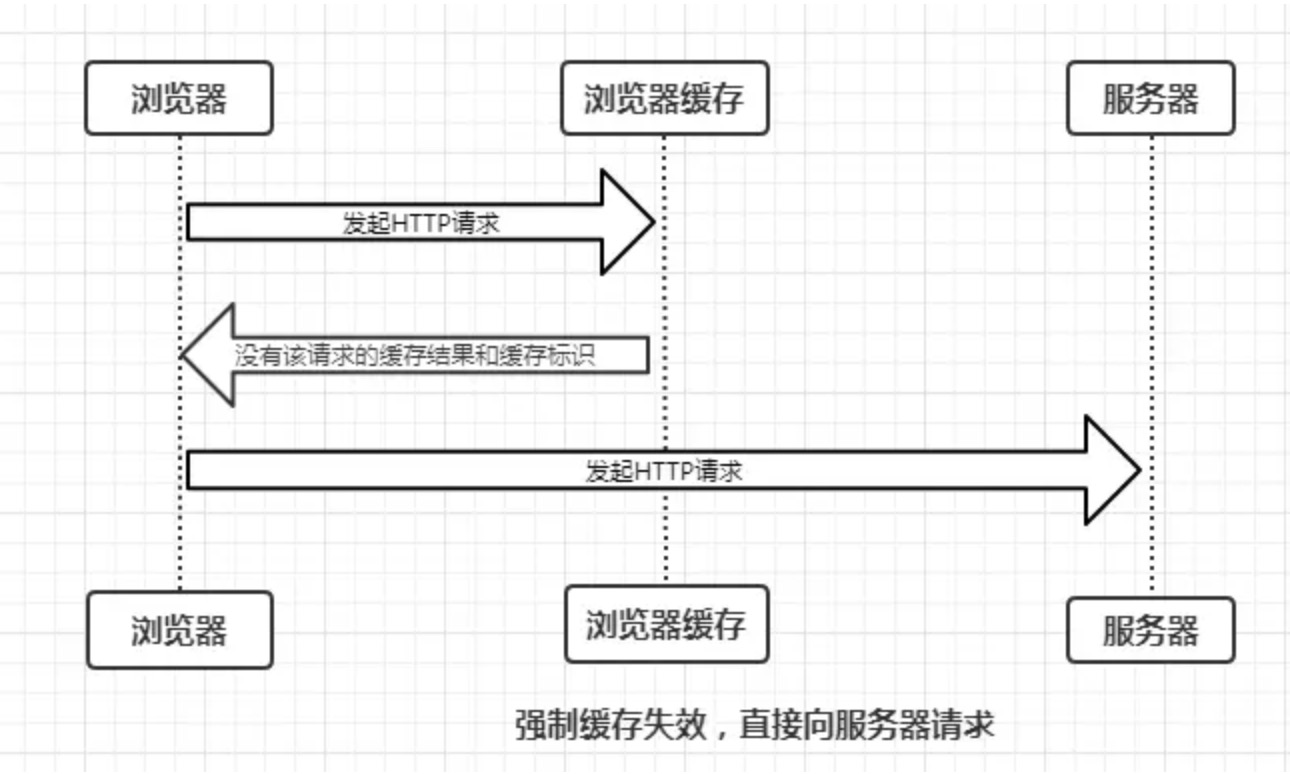 浏览器
浏览器缓存
服务器
发起HTTP请求
没有该请求的缓存结果和缓存标识
发起HTTP请求
浏览器
浏览器缓存
服务器
强制缓存失效，直接向服务器请求